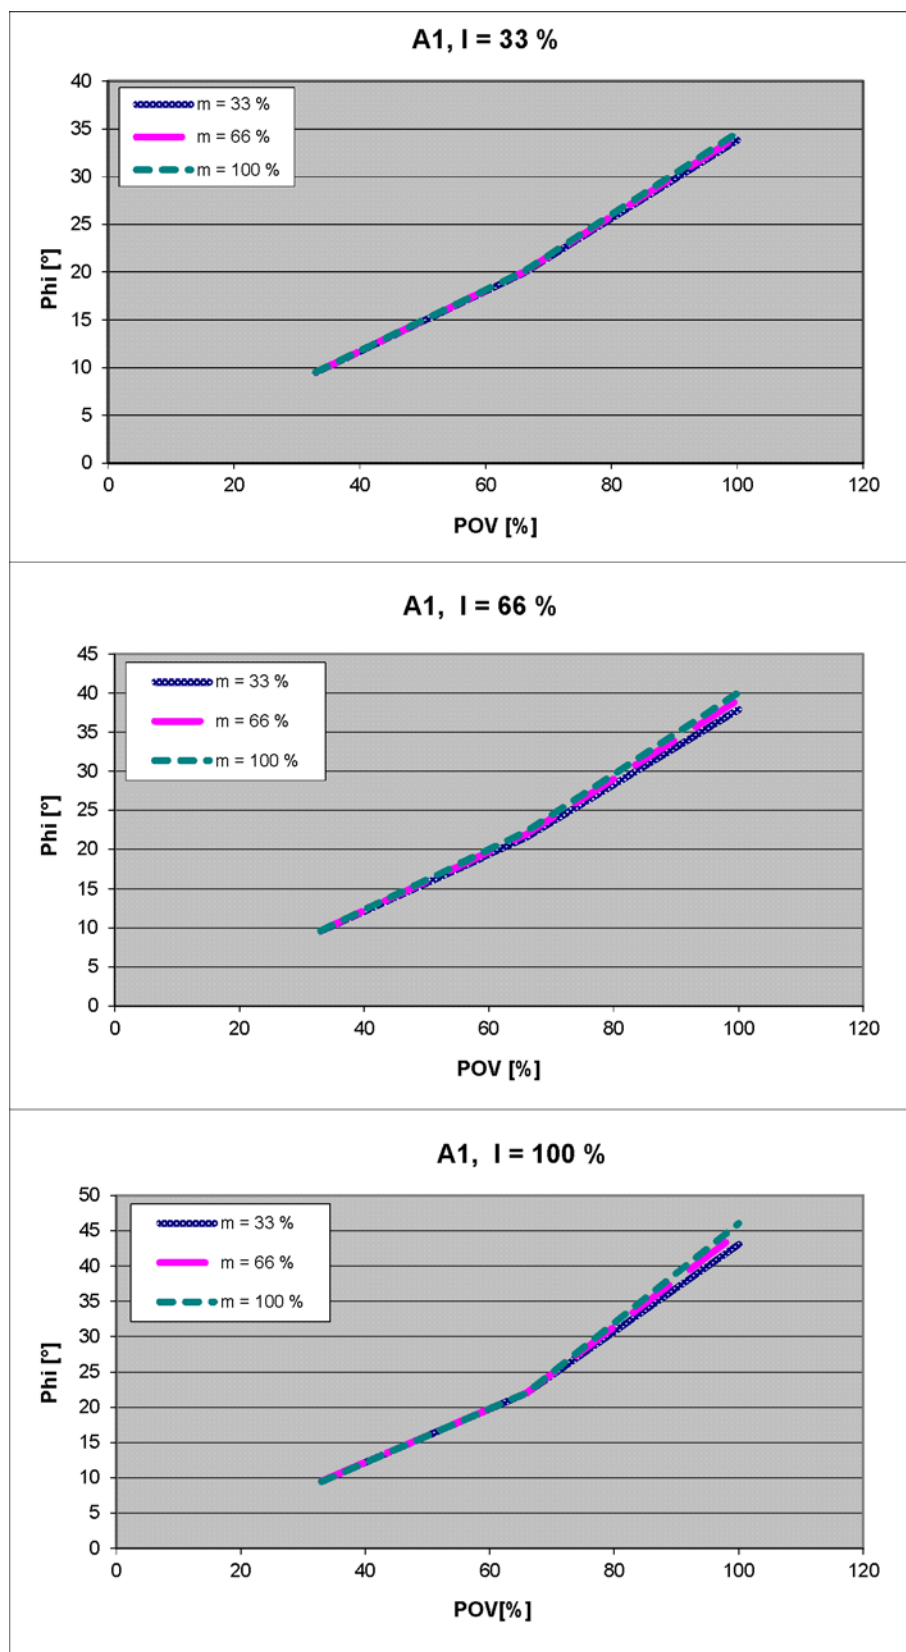 A1, I = 33 %
40
35
30
25
20
15
10
5
0
m = 33 %
m = 66 %
m = 100 %
Phi [°]
0 20 40 60 80 100 120
POV [%]
A1, I = 66 %
45
40
35
30
25
20
15
10
5
0
m = 33 %
m = 66 %
m = 100 %
Phi [°]
0 20 40 60 80 100 120
POV [%]
A1, I = 100 %
50
45
40
35
30
25
20
15
10
5
0
m = 33 %
m = 66 %
m = 100 %
Phi [°]
0 20 40 60 80 100 120
POV[%]